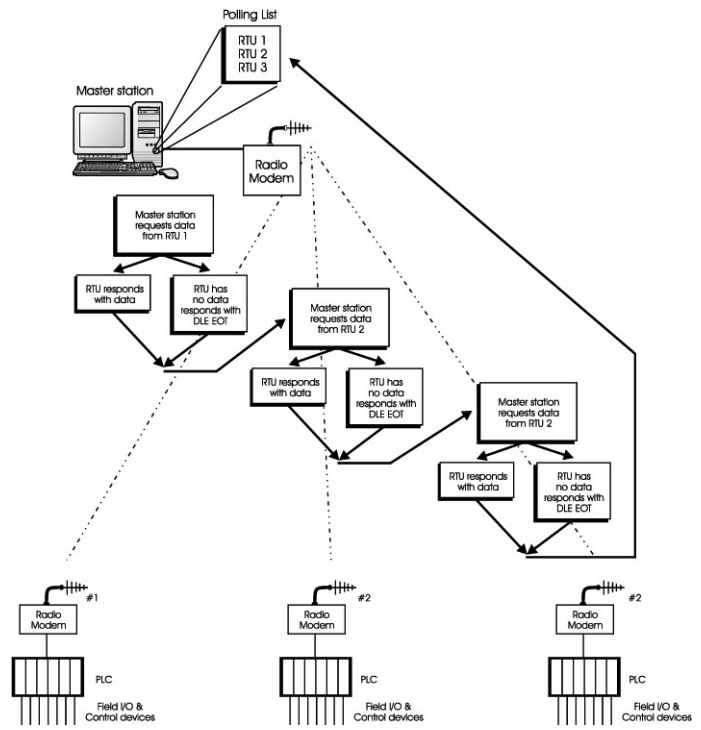 Polling List
RTU 1
RTU 2
RTU 3
Master station
Radio
Modem
Master station
requests data
from RTU 1
RTU responds
with data
RTU has
no data
responds with
DLE EOT
Master station
requests data
from RTU 2
RTU responds
with data
RTU has
no data
responds with
DLE EOT
Master station
requests data
from RTU 2
RTU responds
with data
RTU has
no data
responds with
DLE EOT
#1
Radio
Modem
PLC
Field I/O &
Control devices
#2
Radio
Modem
PLC
Field I/O &
Control devices
#2
Radio
Modem
PLC
Field I/O &
Control devices